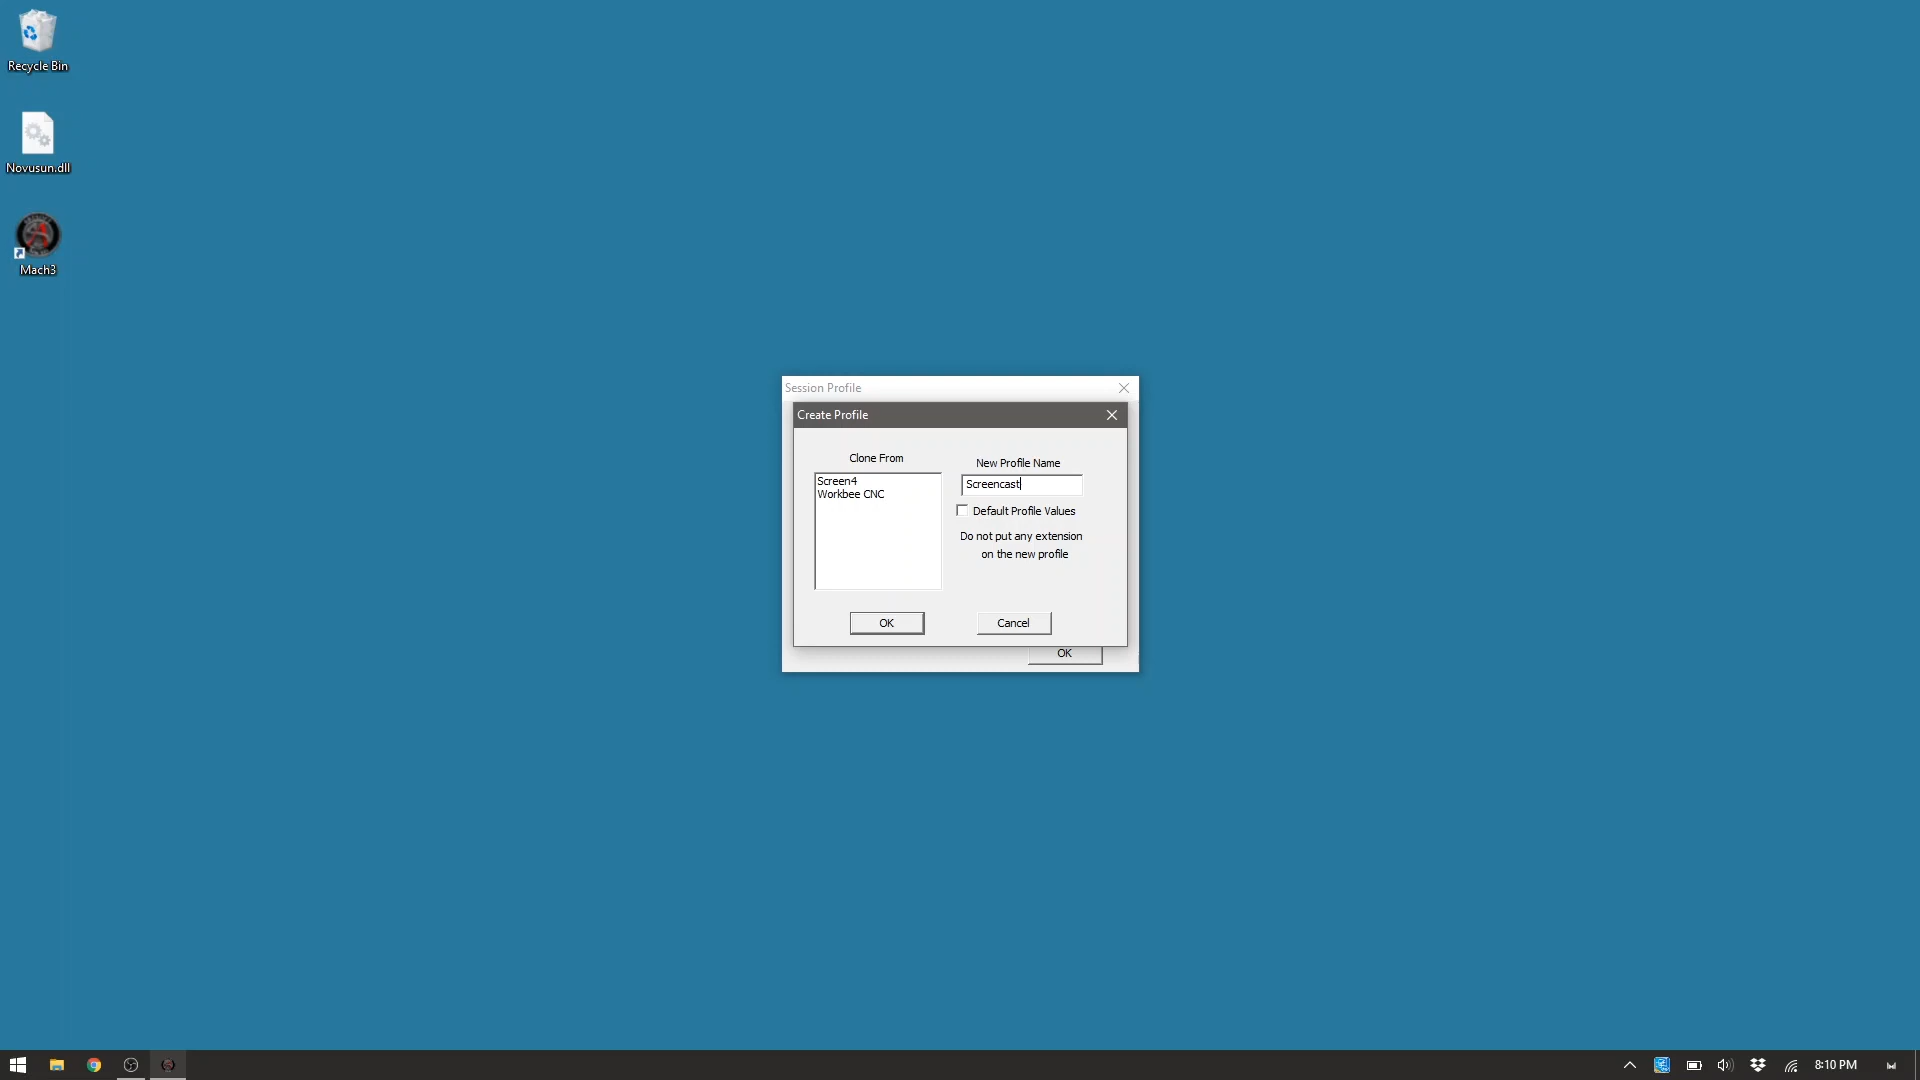 Recycle Bin
Novusun.dll
Mach3
Session Profile
Create Profile
Clone From
Screen4
Workbee CNC
New Profile Name
Screencast
Default Profile Values
Do not put any extension
on the new profile
OK
Cancel
OK
8:10 PM